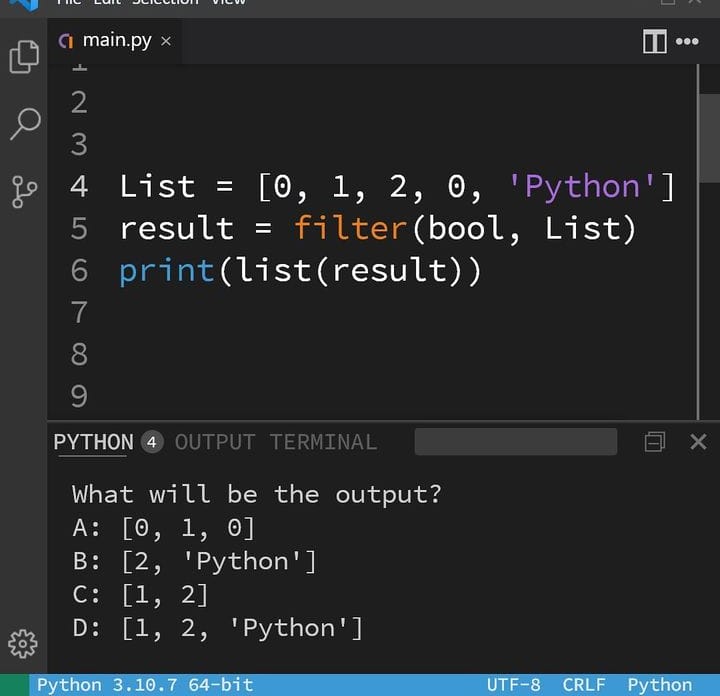 File Edit Selection View
main.py ×
1
2
3
4 List = [0, 1, 2, 0, 'Python']
5 result = filter(bool, List)
6 print(list(result))
7
8
9
PYTHON 4 OUTPUT TERMINAL
What will be the output?
A: [0, 1, 0]
B: [2, 'Python']
C: [1, 2]
D: [1, 2, 'Python']
Python 3.10.7 64-bit UTF-8 CRLF Python